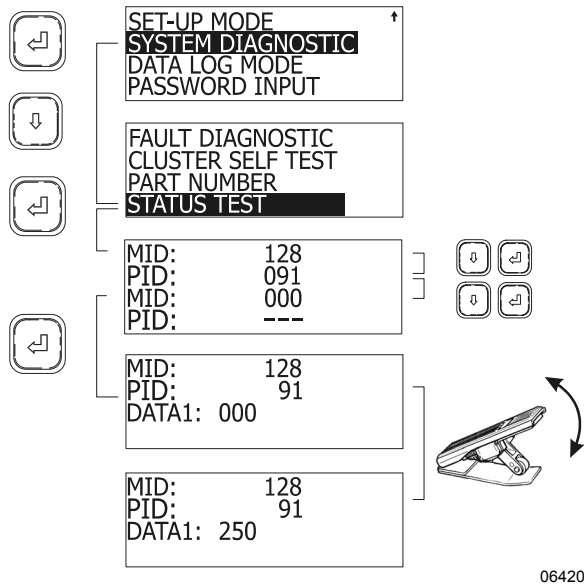 SET-UP MODE
SYSTEM DIAGNOSTIC
DATA LOG MODE
PASSWORD INPUT
FAULT DIAGNOSTIC
CLUSTER SELF TEST
PART NUMBER
STATUS TEST
MID: 128
PID: 091
MID: 000
PID: ---
MID: 128
PID: 91
DATA1: 000
MID: 128
PID: 91
DATA1: 250
06420